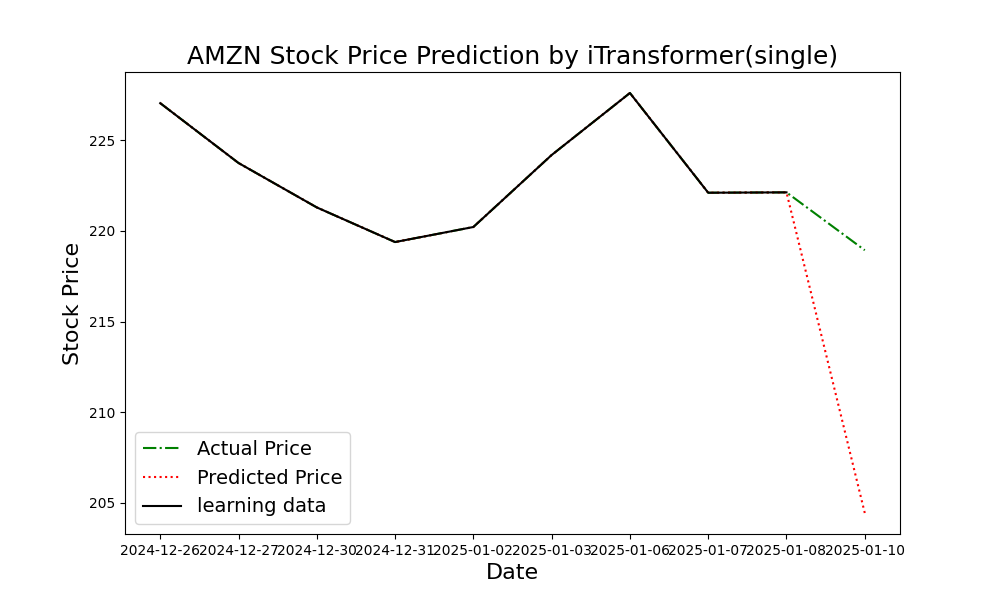 AMZN Stock Price Prediction by iTransformer(single)
Stock Price
225
220
215
210
205
Actual Price
Predicted Price
learning data
2024-12-26 2024-12-27 2024-12-30 2024-12-31 2025-01-02 2025-01-03 2025-01-06 2025-01-07 2025-01-08 2025-01-10
Date